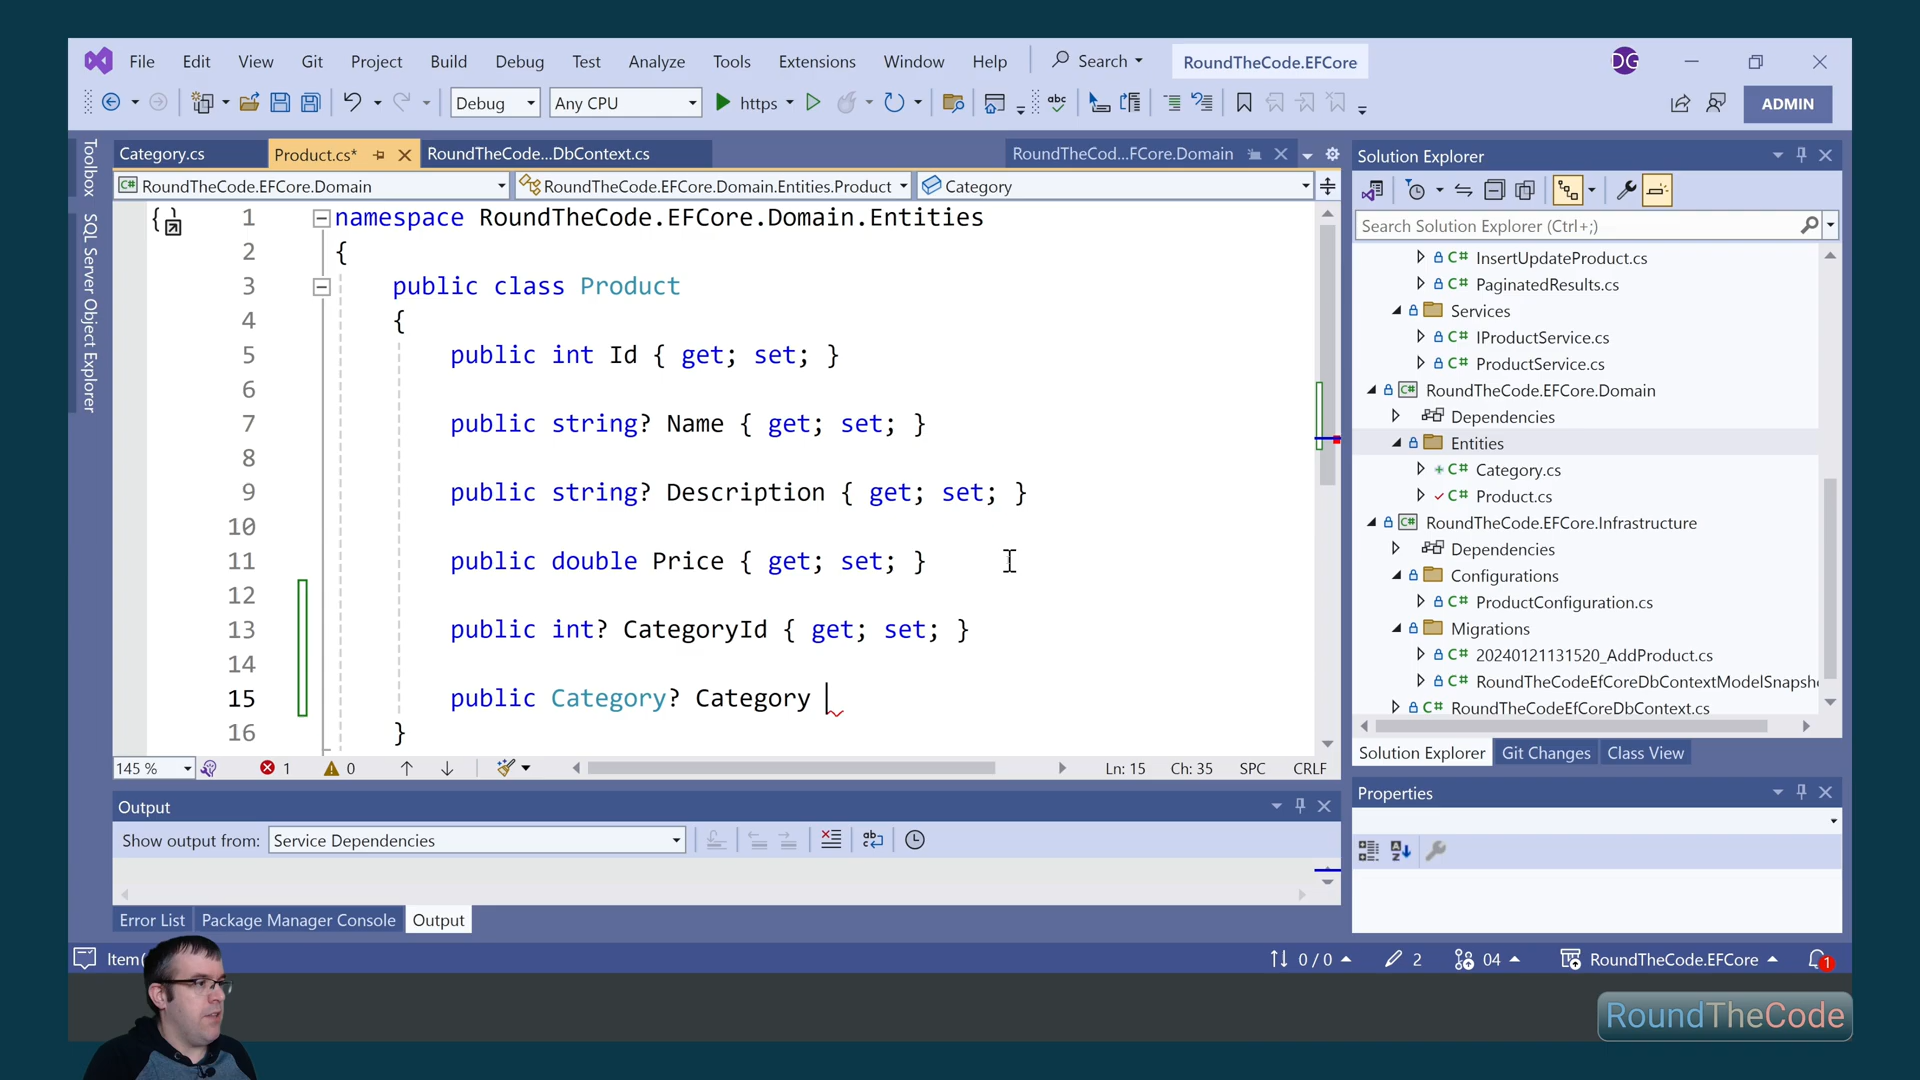 File Edit View Git Project Build Debug Test Analyze Tools Extensions Window Help Search RoundTheCode.EFCore DG
Debug Any CPU https abc ADMIN
Category.cs Product.cs* RoundTheCode...DbContext.cs RoundTheCod...FCore.Domain
RoundTheCode.EFCore.Domain RoundTheCode.EFCore.Domain.Entities.Product Category
1 namespace RoundTheCode.EFCore.Domain.Entities
2 {
3 public class Product
4 {
5 public int Id { get; set; }
6
7 public string? Name { get; set; }
8
9 public string? Description { get; set; }
10
11 public double Price { get; set; }
12
13 public int? CategoryId { get; set; }
14
15 public Category? Category
16 }
145 % 1 0 Ln: 15 Ch: 35 SPC CRLF
Toolbox
SQL Server Object Explorer
Solution Explorer
Search Solution Explorer (Ctrl+;)
C# InsertUpdateProduct.cs
C# PaginatedResults.cs
Services
C# IProductService.cs
C# ProductService.cs
C# RoundTheCode.EFCore.Domain
Dependencies
Entities
C# Category.cs
C# Product.cs
C# RoundTheCode.EFCore.Infrastructure
Dependencies
Configurations
C# ProductConfiguration.cs
Migrations
C# 20240121131520_AddProduct.cs
C# RoundTheCodeEfCoreDbContextModelSnapsh
C# RoundTheCodeEfCoreDbContext.cs
Solution Explorer Git Changes Class View
Properties
Output
Show output from: Service Dependencies
Error List Package Manager Console Output
Item( 0 / 0 2 04 RoundTheCode.EFCore 1
RoundTheCode